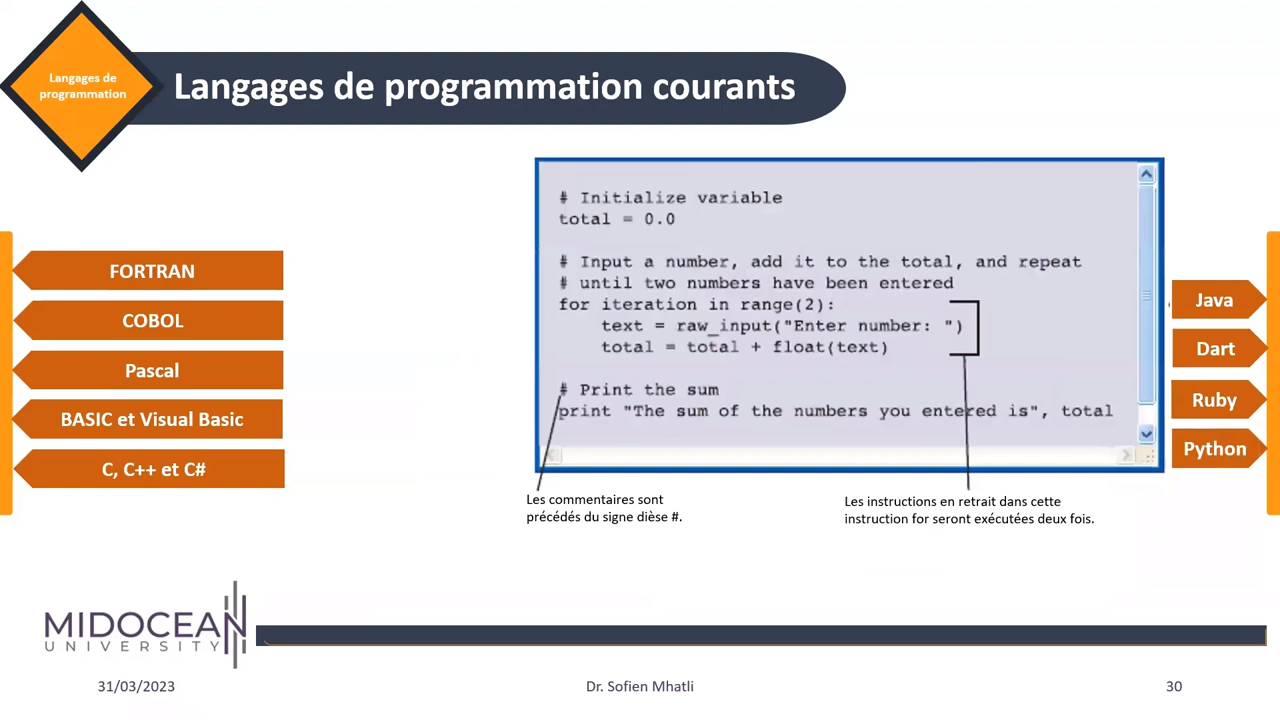 Langages de
programmation
Langages de programmation courants
FORTRAN
COBOL
Pascal
BASIC et Visual Basic
C, C++ et C#
# Initialize variable
total = 0.0
# Input a number, add it to the total, and repeat
# until two numbers have been entered
for iteration in range(2):
    text = raw_input("Enter number: ")
    total = total + float(text)
# Print the sum
print "The sum of the numbers you entered is", total
Les commentaires sont
précédés du signe dièse #.
Les instructions en retrait dans cette
instruction for seront exécutées deux fois.
Java
Dart
Ruby
Python
MIDOCEAN
UNIVERSITY
31/03/2023
Dr. Sofien Mhatli
30